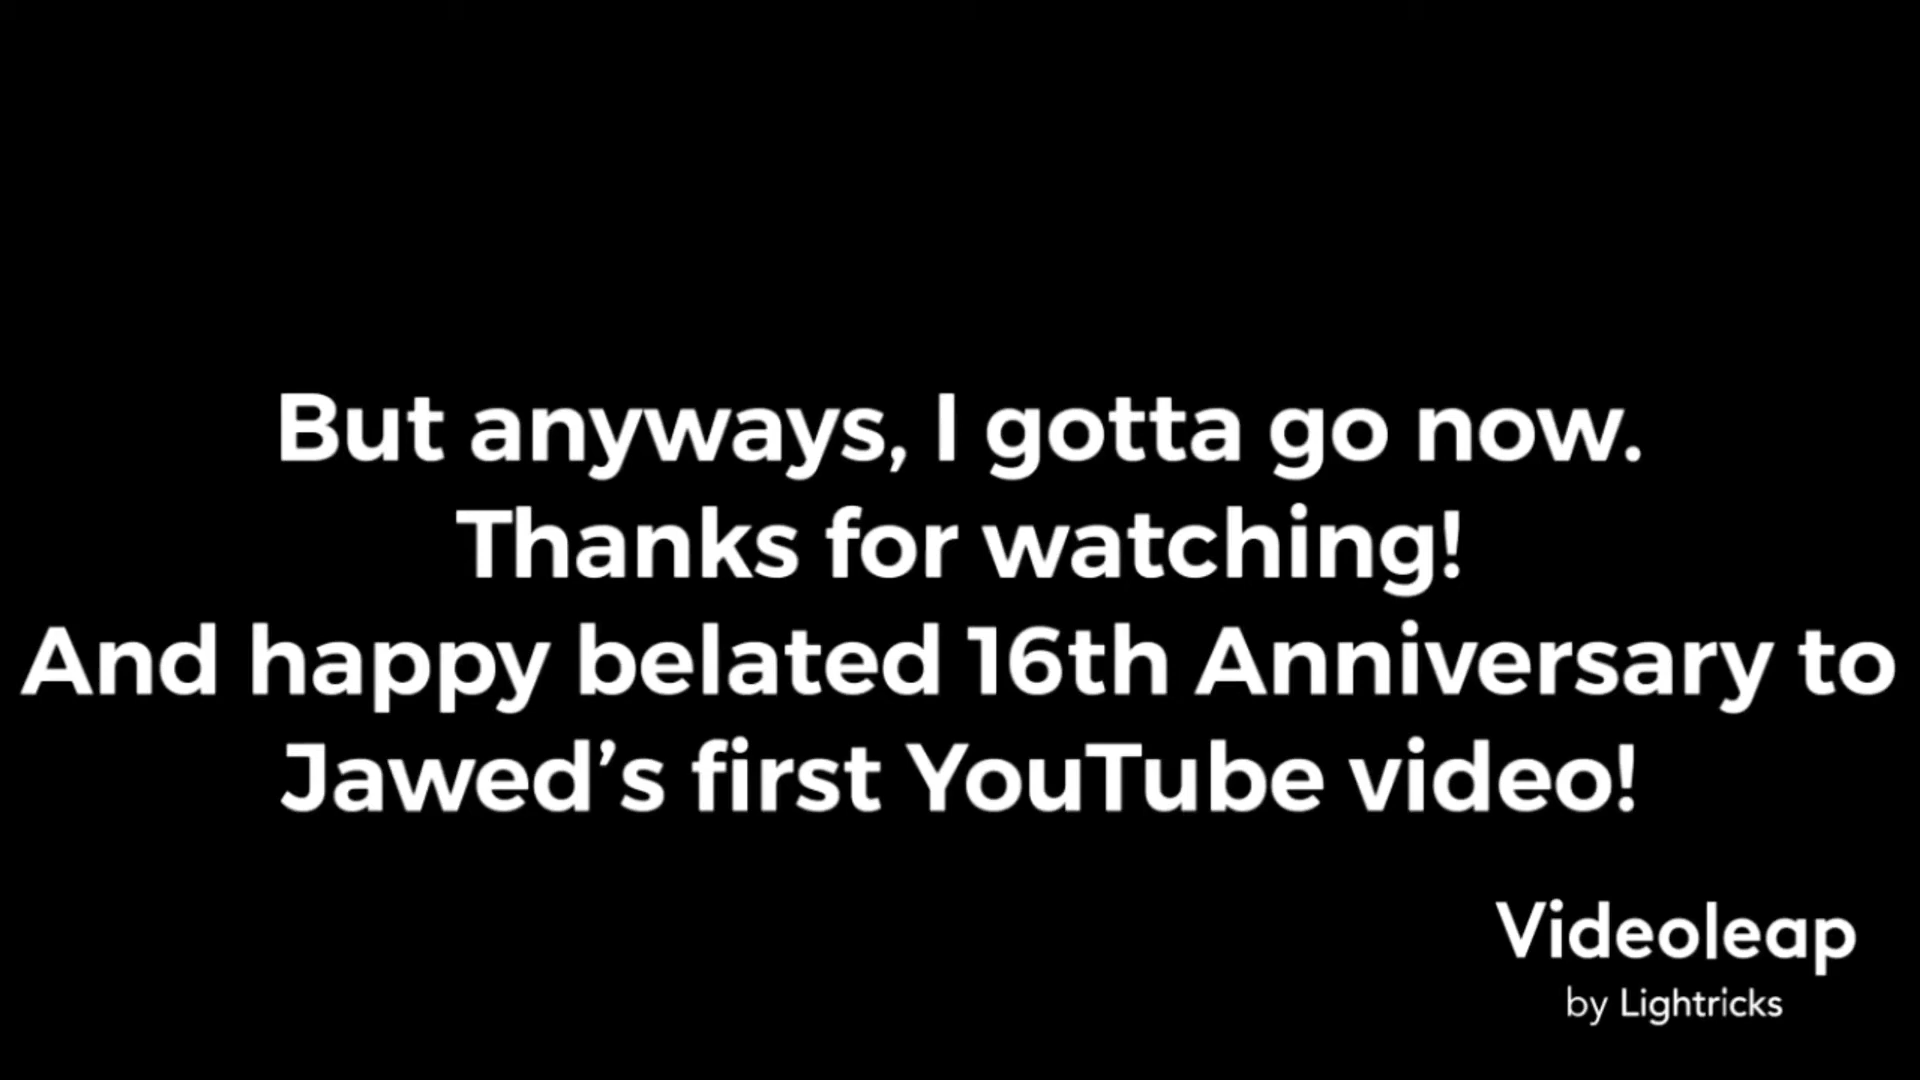 But anyways, I gotta go now.
Thanks for watching!
And happy belated 16th Anniversary to
Jawed’s first YouTube video!
Videoleap
by Lightricks